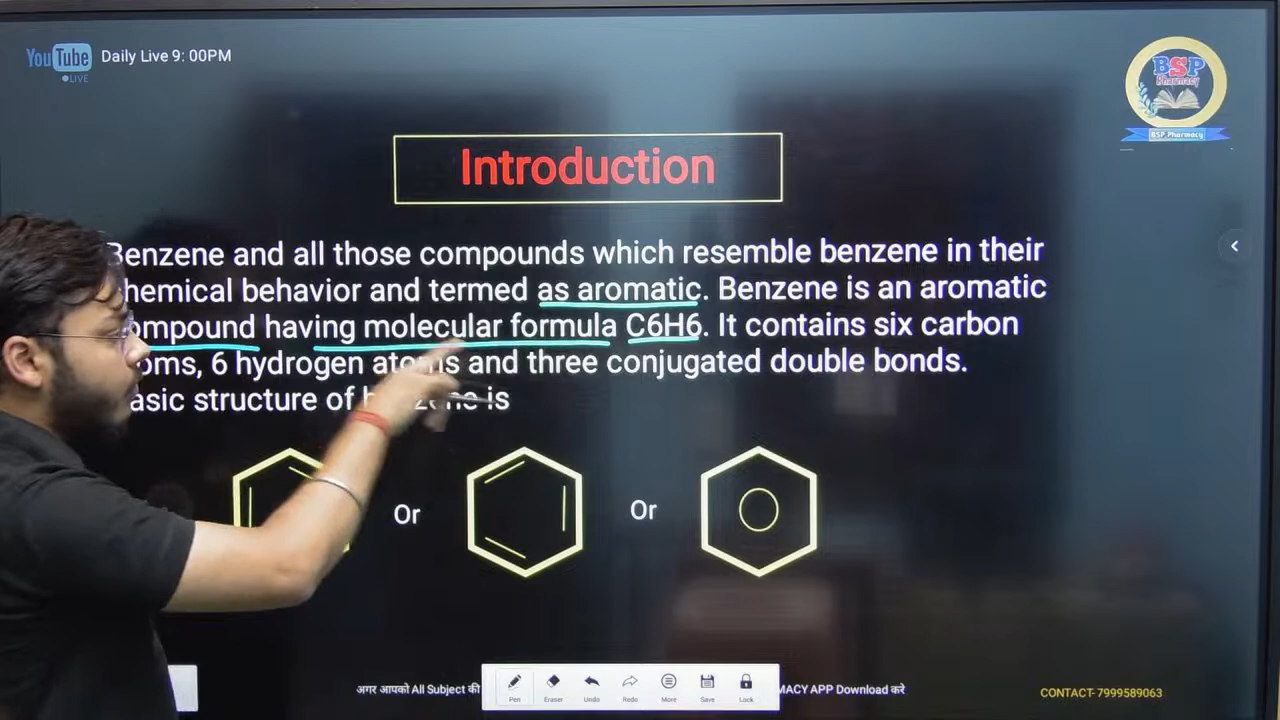 YouTube Daily Live 9: 00PM
LIVE
BSP
Pharmacy
BSP Pharmacy
Introduction
Benzene and all those compounds which resemble benzene in their
hemical behavior and termed as aromatic. Benzene is an aromatic
ompound having molecular formula C6H6. It contains six carbon
oms, 6 hydrogen atoms and three conjugated double bonds.
asic structure of benzene is
Or
Or
अगर आपको All Subject की
MACY APP Download करे
Pen Eraser Undo Redo More Save Lock
CONTACT- 7999589063